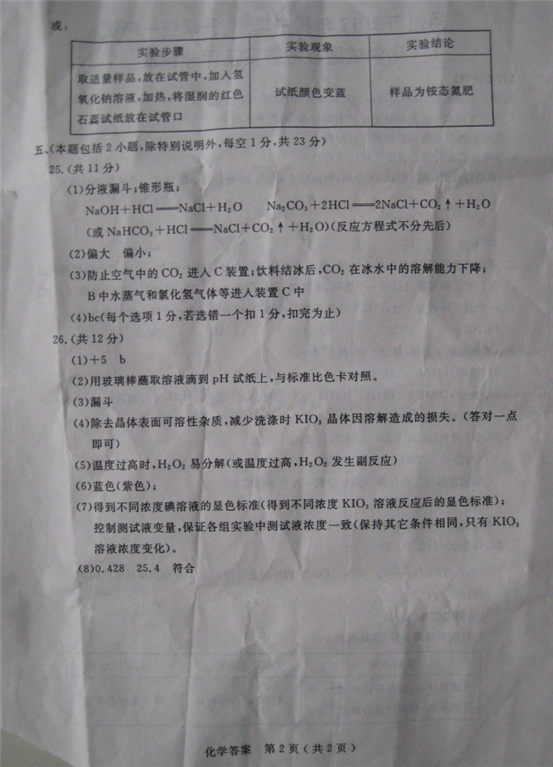 或:
实验步骤 实验现象 实验结论
取适量样品,放在试管中,加入氢
氧化钠溶液,加热,将湿润的红色 试纸颜色变蓝 样品为铵态氮肥
石蕊试纸放在试管口
五、(本题包括2小题,除特别说明外,每空1分,共23分)
25.(共11分)
(1)分液漏斗;锥形瓶;
NaOH+HCl══NaCl+H₂O Na₂CO₃+2HCl══2NaCl+CO₂↑+H₂O
(或NaHCO₃+HCl══NaCl+CO₂↑+H₂O)(反应方程式不分先后)
(2)偏大 偏小;
(3)防止空气中的CO₂进入C装置;饮料结冰后,CO₂在冰水中的溶解能力下降;
B中水蒸气和氯化氢气体等进入装置C中
(4)bc(每个选项1分,若选错一个扣1分,扣完为止)
26.(共12分)
(1)+5 b
(2)用玻璃棒蘸取溶液滴到pH试纸上,与标准比色卡对照。
(3)漏斗
(4)除去晶体表面可溶性杂质,减少洗涤时KIO₃晶体因溶解造成的损失。(答对一点
即可)
(5)温度过高时,H₂O₂易分解(或温度过高,H₂O₂发生副反应)
(6)蓝色(紫色);
(7)得到不同浓度碘溶液的显色标准(得到不同浓度KIO₃溶液反应后的显色标准);
控制测试液变量,保证各组实验中测试液浓度一致(保持其它条件相同,只有KIO₃
溶液浓度变化)。
(8)0.428 25.4 符合
化学答案 第2页(共2页)